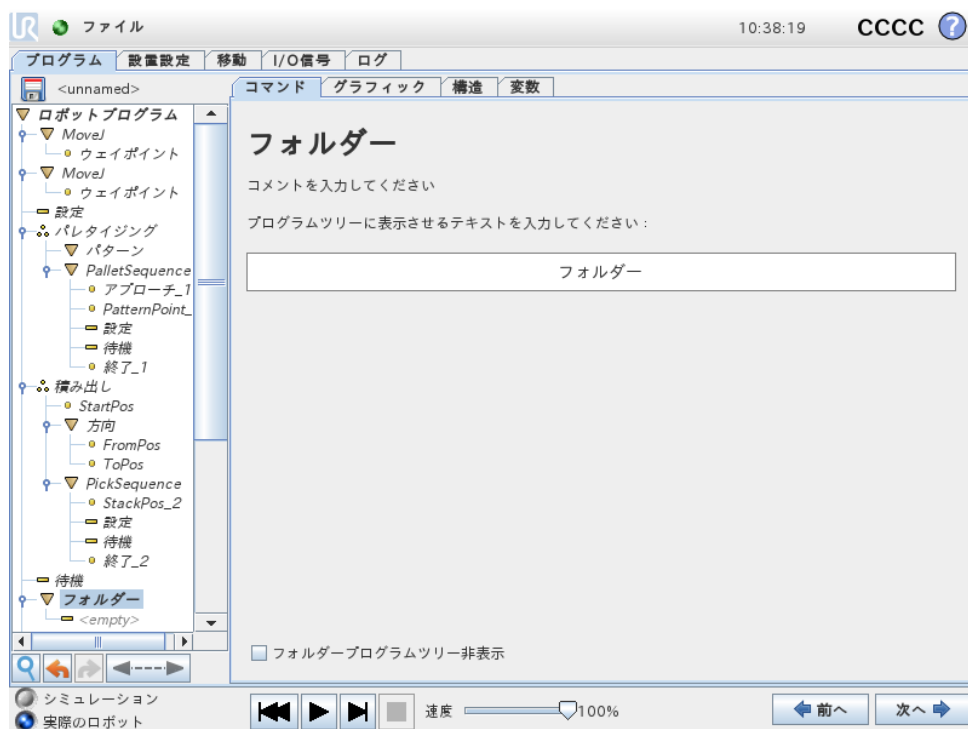 UR ファイル 10:38:19 CCCC ?
プログラム 設置設定 移動 I/O信号 ログ
<unnamed> コマンド グラフィック 構造 変数
ロボットプログラム
MoveJ
ウェイポイント
MoveJ
ウェイポイント
設定
パレタイジング
パターン
PalletSequence
アプローチ_1
PatternPoint_
設定
待機
終了_1
積み出し
StartPos
方向
FromPos
ToPos
PickSequence
StackPos_2
設定
待機
終了_2
待機
フォルダー
<empty>
フォルダー
コメントを入力してください
プログラムツリーに表示させるテキストを入力してください：
フォルダー
フォルダープログラムツリー非表示
シミュレーション
実際のロボット
速度 100% 前へ 次へ